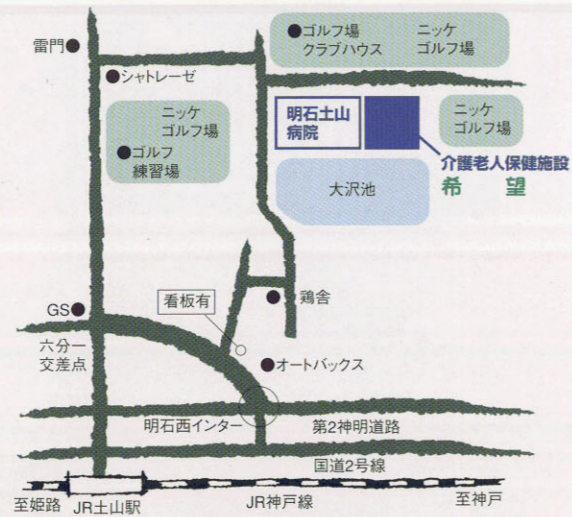 雷門
シャトレーゼ
ゴルフ場
クラブハウス
ニッケ
ゴルフ場
ニッケ
ゴルフ場
ゴルフ
練習場
明石土山
病院
ニッケ
ゴルフ場
介護老人保健施設
希　望
大沢池
看板有
鶏舎
GS
六分一
交差点
オートバックス
明石西インター
第2神明道路
国道2号線
至姫路
JR土山駅
JR神戸線
至神戸